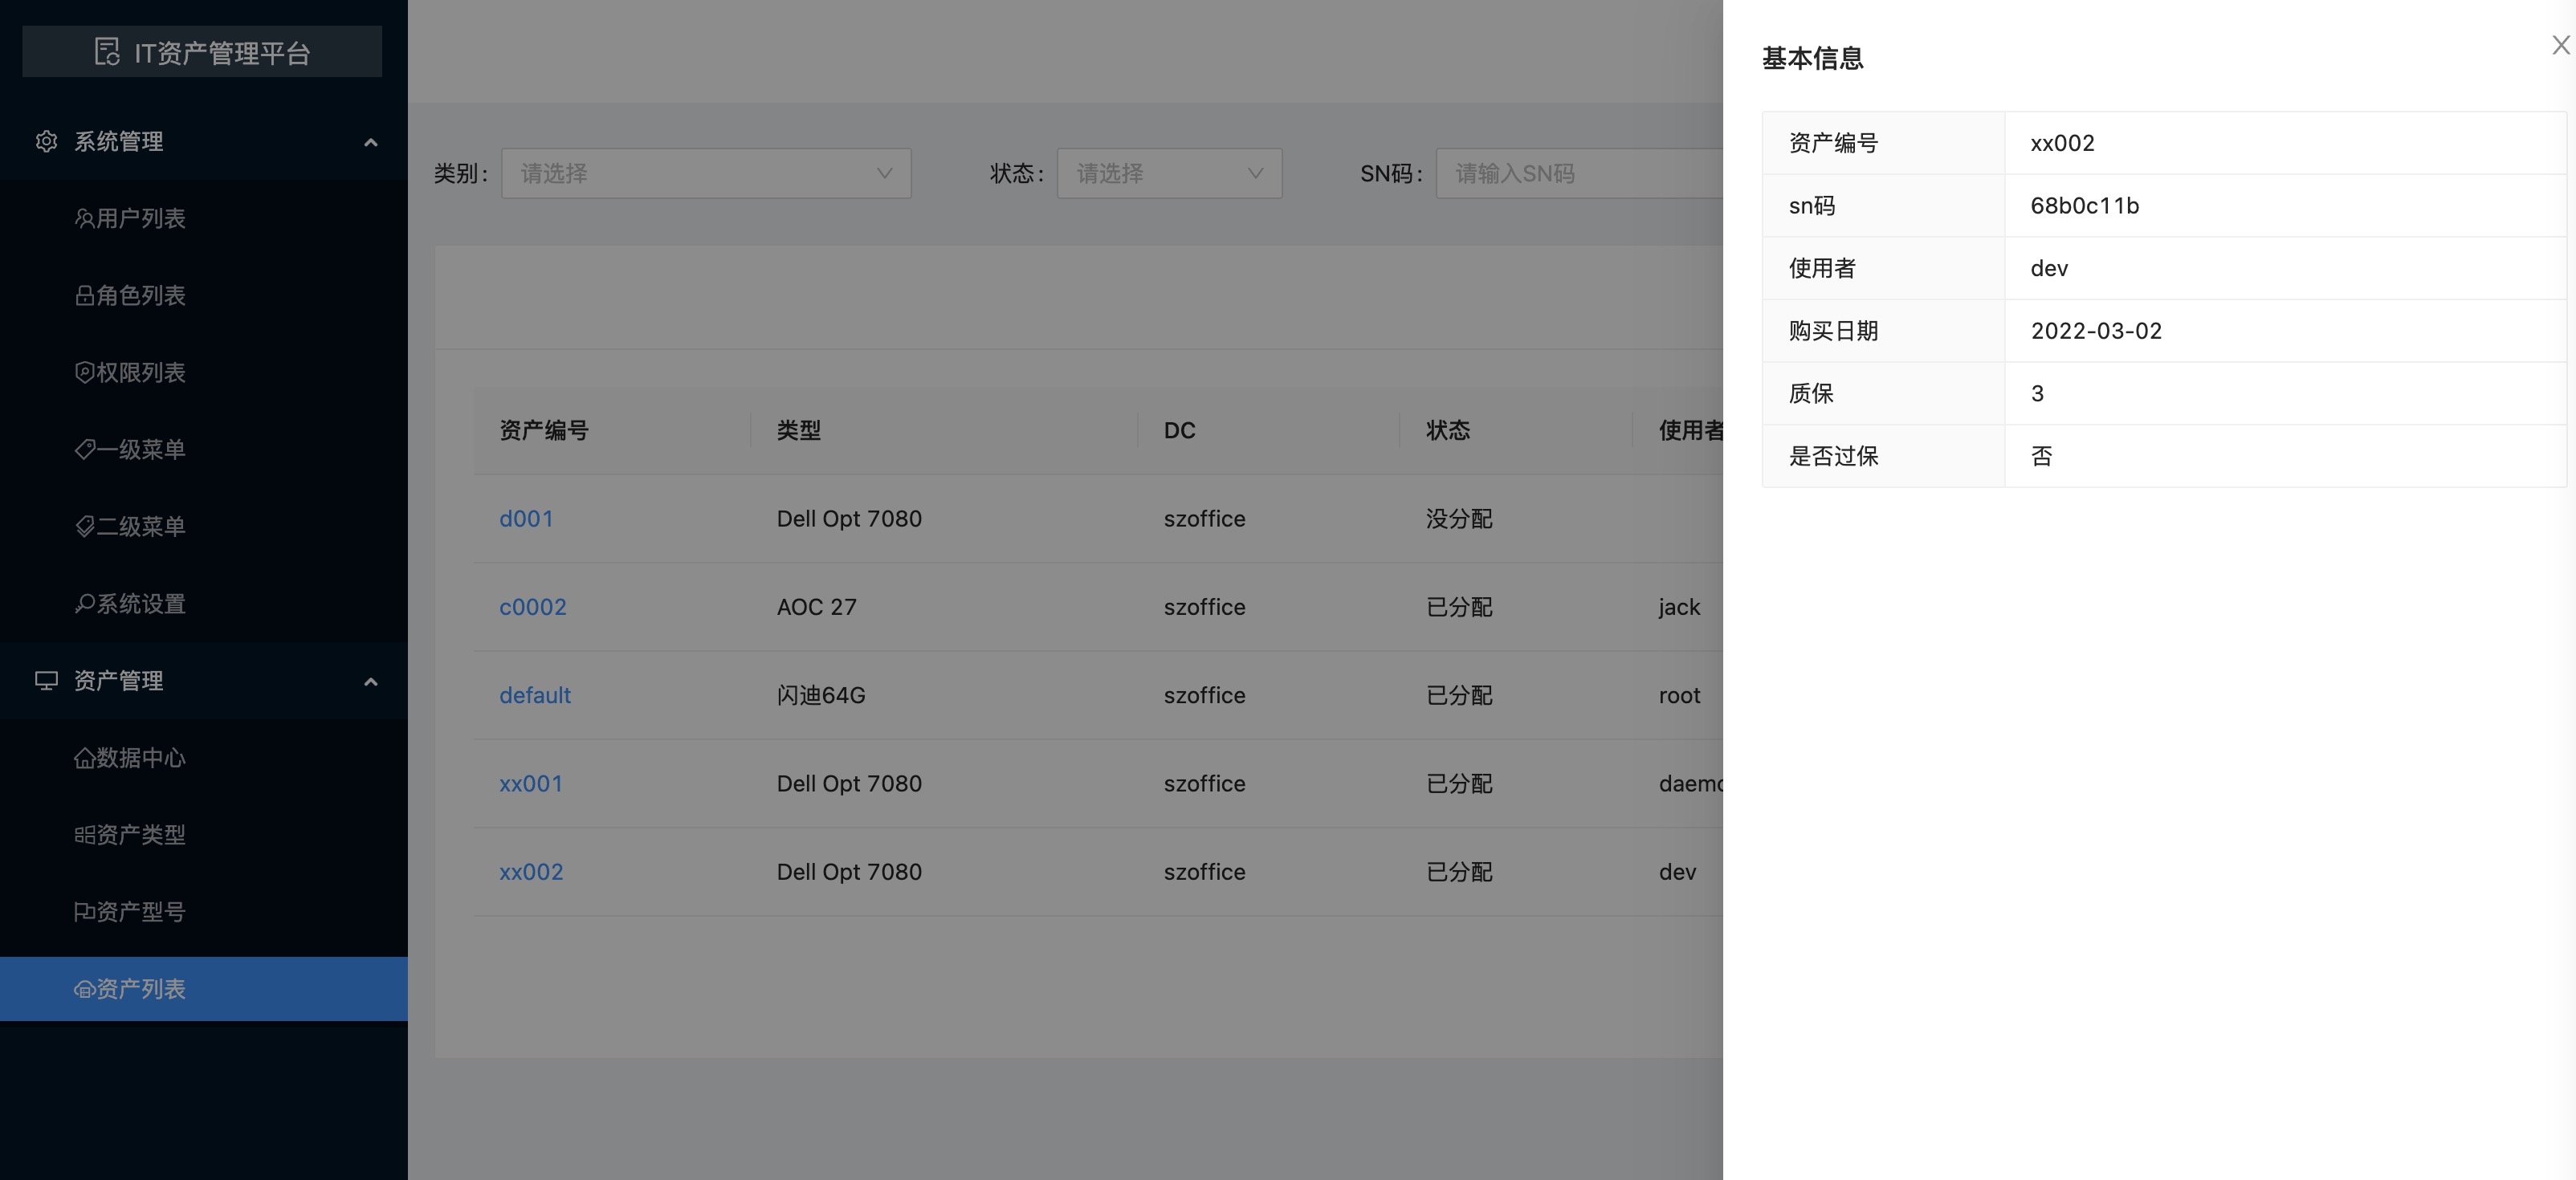 IT资产管理平台
系统管理
用户列表
角色列表
权限列表
一级菜单
二级菜单
系统设置
资产管理
数据中心
资产类型
资产型号
资产列表
类别: 请选择 状态: 请选择 SN码: 请输入SN码
资产编号 类型 DC 状态 使用者
d001 Dell Opt 7080 szoffice 没分配
c0002 AOC 27 szoffice 已分配 jack
default 闪迪64G szoffice 已分配 root
xx001 Dell Opt 7080 szoffice 已分配 daem
xx002 Dell Opt 7080 szoffice 已分配 dev
基本信息
资产编号 xx002
sn码 68b0c11b
使用者 dev
购买日期 2022-03-02
质保 3
是否过保 否